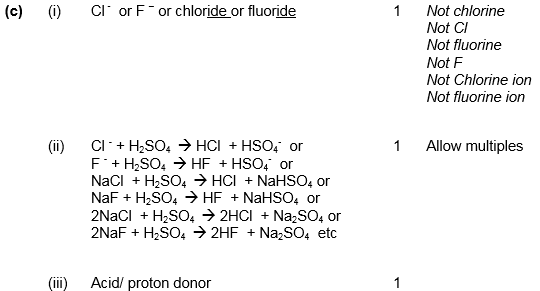 (c) (i) Cl⁻ or F⁻ or chloride or fluoride 1 Not chlorine
Not Cl
Not fluorine
Not F
Not Chlorine ion
Not fluorine ion
(ii) Cl⁻ + H₂SO₄ → HCl + HSO₄⁻ or 1 Allow multiples
F⁻ + H₂SO₄ → HF + HSO₄⁻ or
NaCl + H₂SO₄ → HCl + NaHSO₄ or
NaF + H₂SO₄ → HF + NaHSO₄ or
2NaCl + H₂SO₄ → 2HCl + Na₂SO₄ or
2NaF + H₂SO₄ → 2HF + Na₂SO₄ etc
(iii) Acid/ proton donor 1